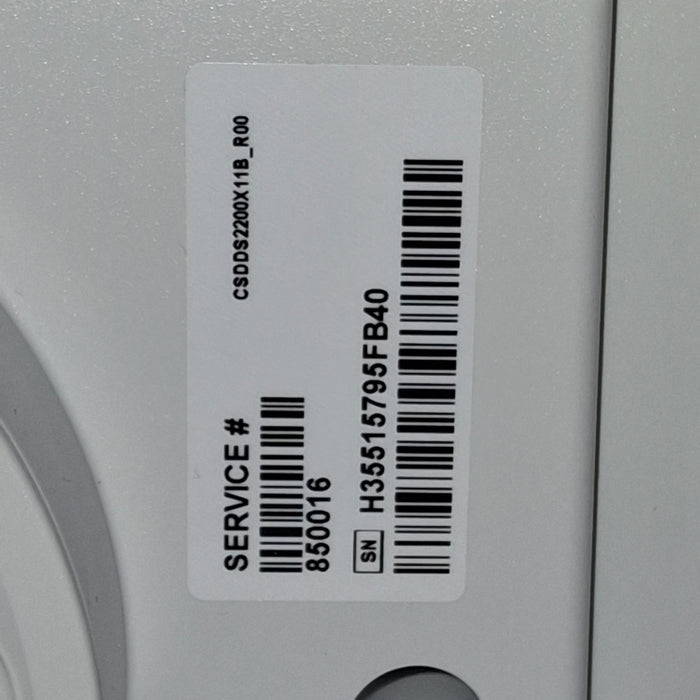 CSDDS2200X11B_R00
SERVICE #
850016
SN H35515795FB40